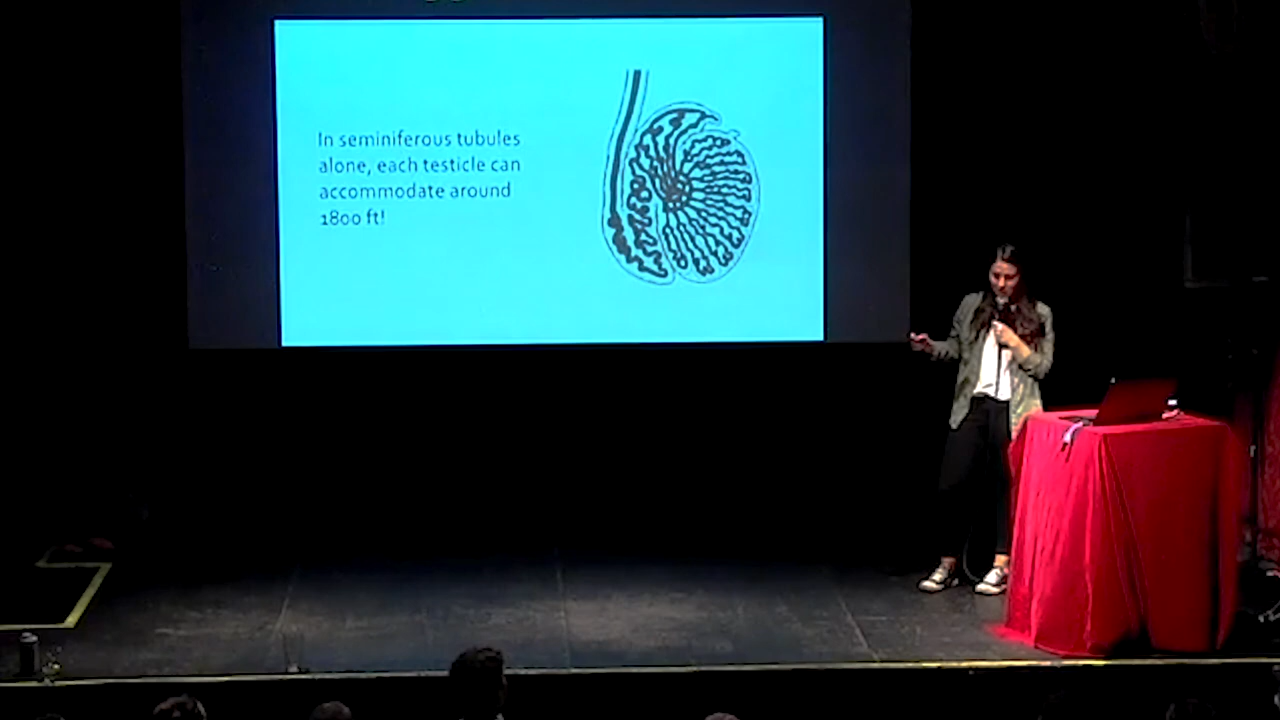 In seminiferous tubules
alone, each testicle can
accommodate around
1800 ft!